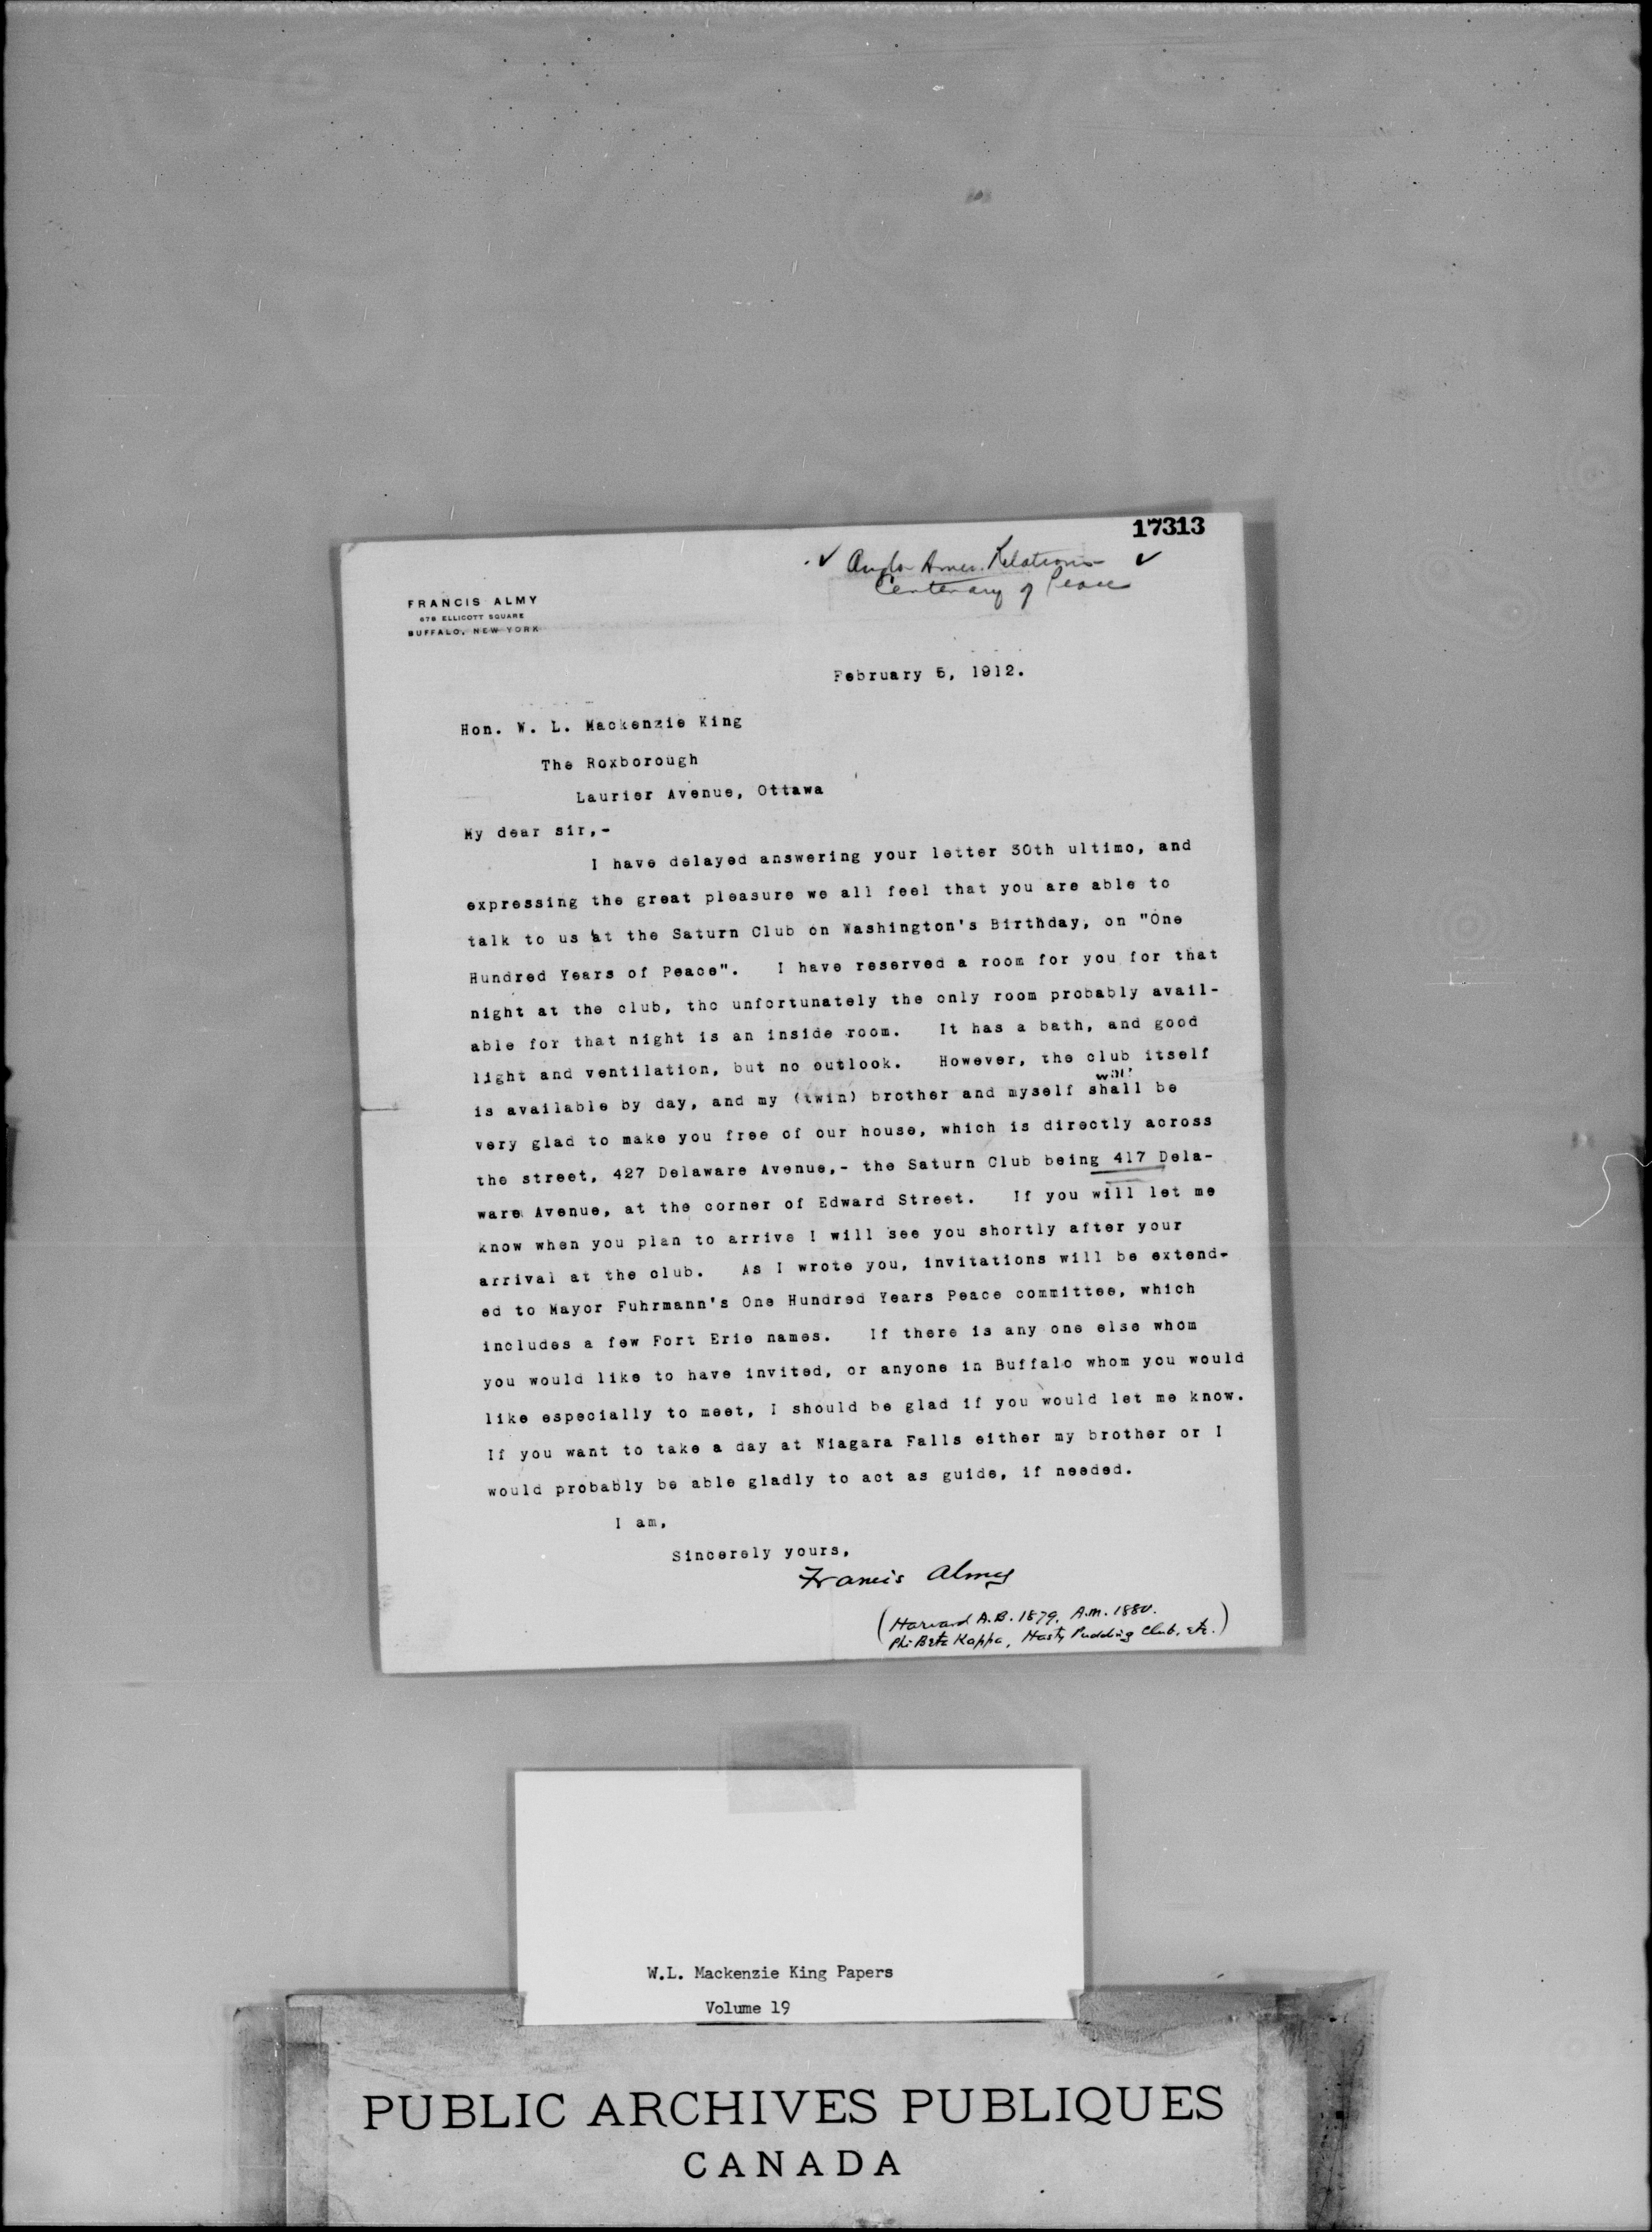 17313
✓ Anglo Amer. Relations ✓
Centenary of Peace
FRANCIS ALMY
678 ELLICOTT SQUARE
BUFFALO, NEW YORK
February 5, 1912.
Hon. W. L. Mackenzie King
The Roxborough
Laurier Avenue, Ottawa
My dear sir,-
I have delayed answering your letter 30th ultimo, and
expressing the great pleasure we all feel that you are able to
talk to us at the Saturn Club on Washington's Birthday, on "One
Hundred Years of Peace". I have reserved a room for you for that
night at the club, tho unfortunately the only room probably avail-
able for that night is an inside room. It has a bath, and good
light and ventilation, but no outlook. However, the club itself
will
is available by day, and my (twin) brother and myself shall be
very glad to make you free of our house, which is directly across
the street, 427 Delaware Avenue,- the Saturn Club being 417 Dela-
ware Avenue, at the corner of Edward Street. If you will let me
know when you plan to arrive I will see you shortly after your
arrival at the club. As I wrote you, invitations will be extend-
ed to Mayor Fuhrmann's One Hundred Years Peace committee, which
includes a few Fort Erie names. If there is any one else whom
you would like to have invited, or anyone in Buffalo whom you would
like especially to meet, I should be glad if you would let me know.
If you want to take a day at Niagara Falls either my brother or I
would probably be able gladly to act as guide, if needed.
I am,
Sincerely yours,
Francis Almy
(Harvard A.B. 1879. A.M. 1880.
Phi Beta Kappa, Hasty Pudding Club, etc.)
W.L. Mackenzie King Papers
Volume 19
PUBLIC ARCHIVES PUBLIQUES
CANADA